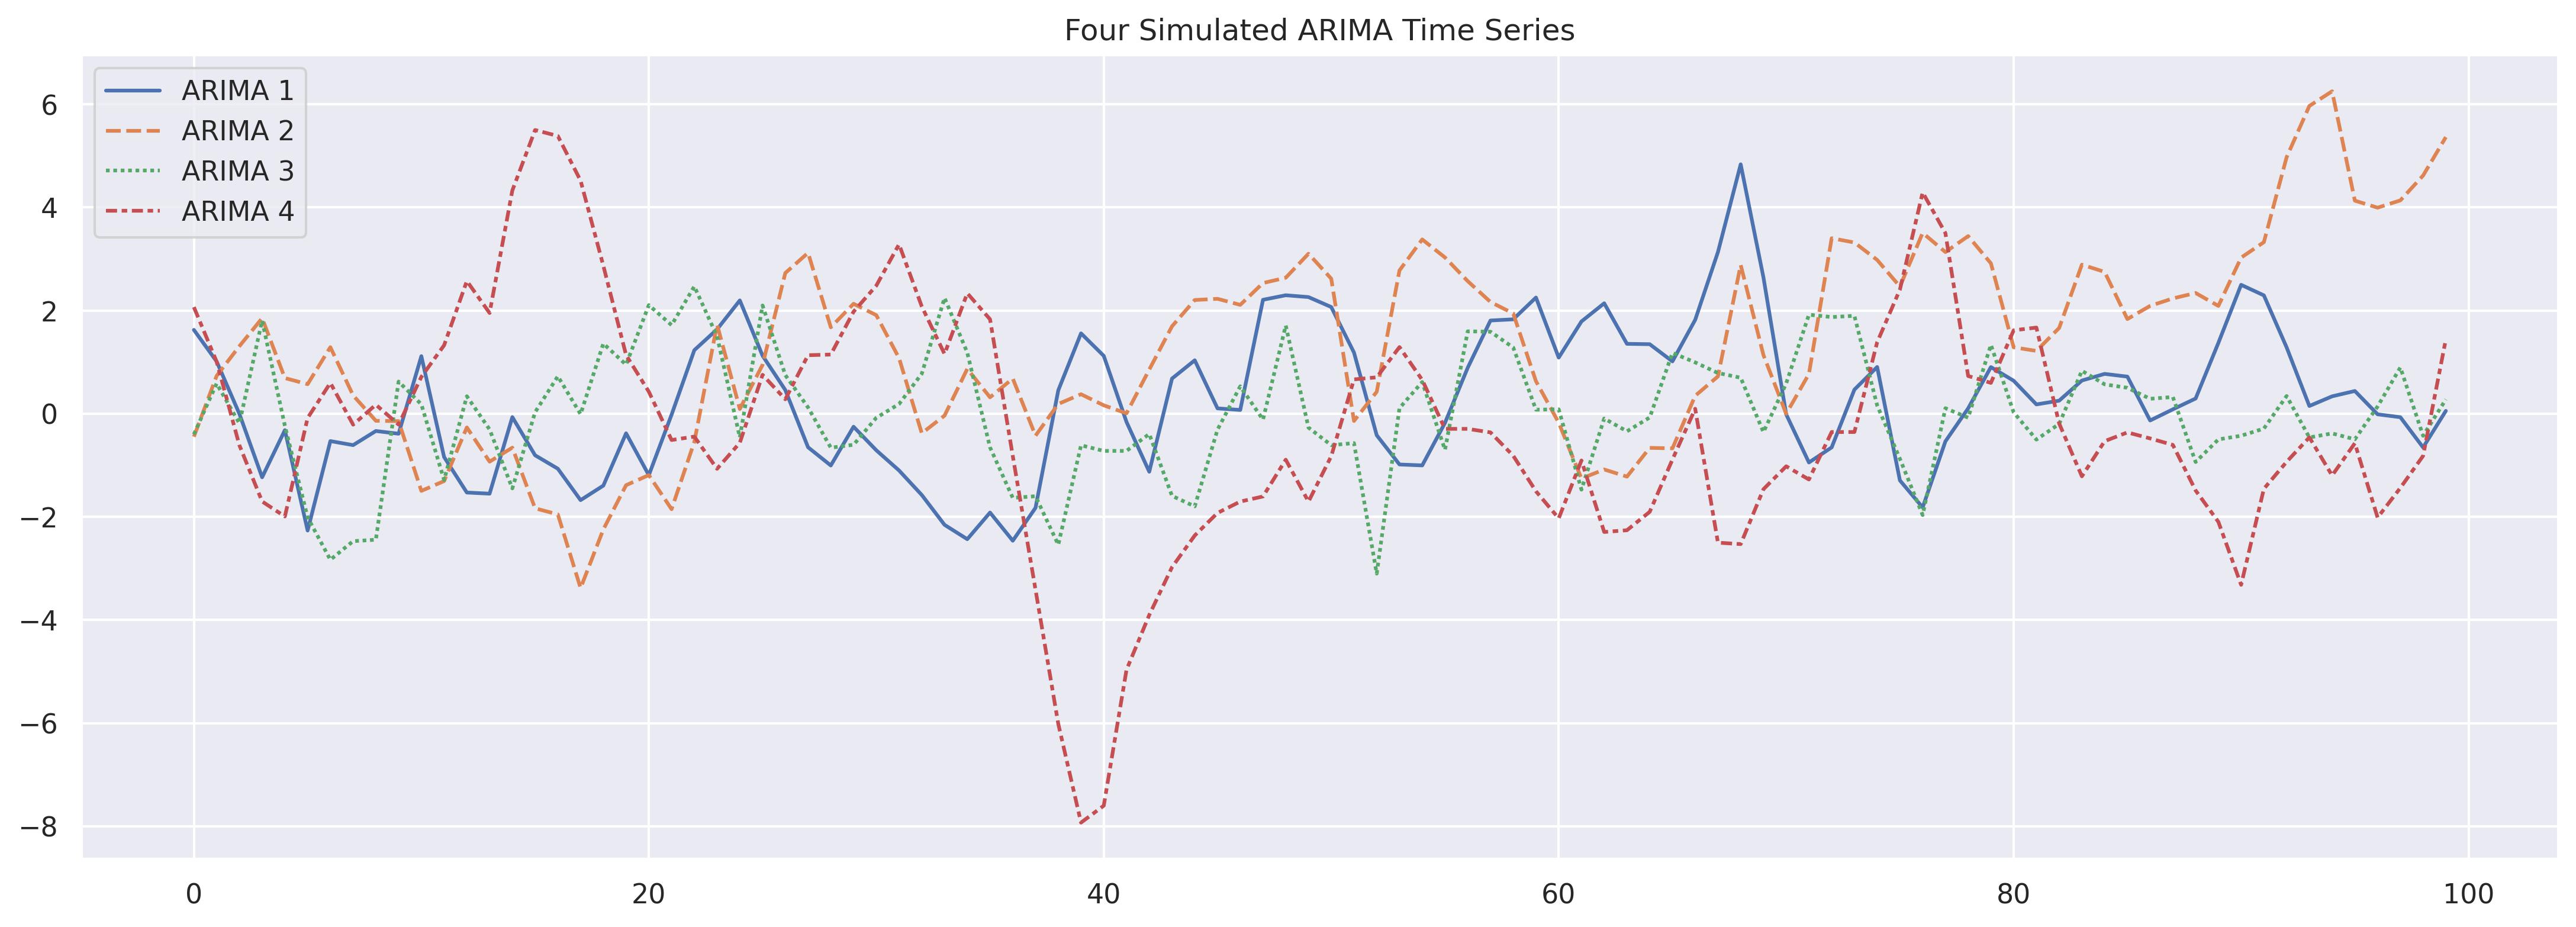 Four Simulated ARIMA Time Series
ARIMA 1
ARIMA 2
ARIMA 3
ARIMA 4
6
4
2
0
−2
−4
−6
−8
0 20 40 60 80 100